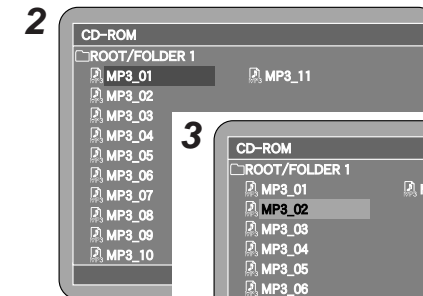 2
CD-ROM
ROOT/FOLDER 1
MP3_01 MP3_11
MP3_02
MP3_03
MP3_04
MP3_05
MP3_06
MP3_07
MP3_08
MP3_09
MP3_10
3
CD-ROM
ROOT/FOLDER 1
MP3_01
MP3_02
MP3_03
MP3_04
MP3_05
MP3_06